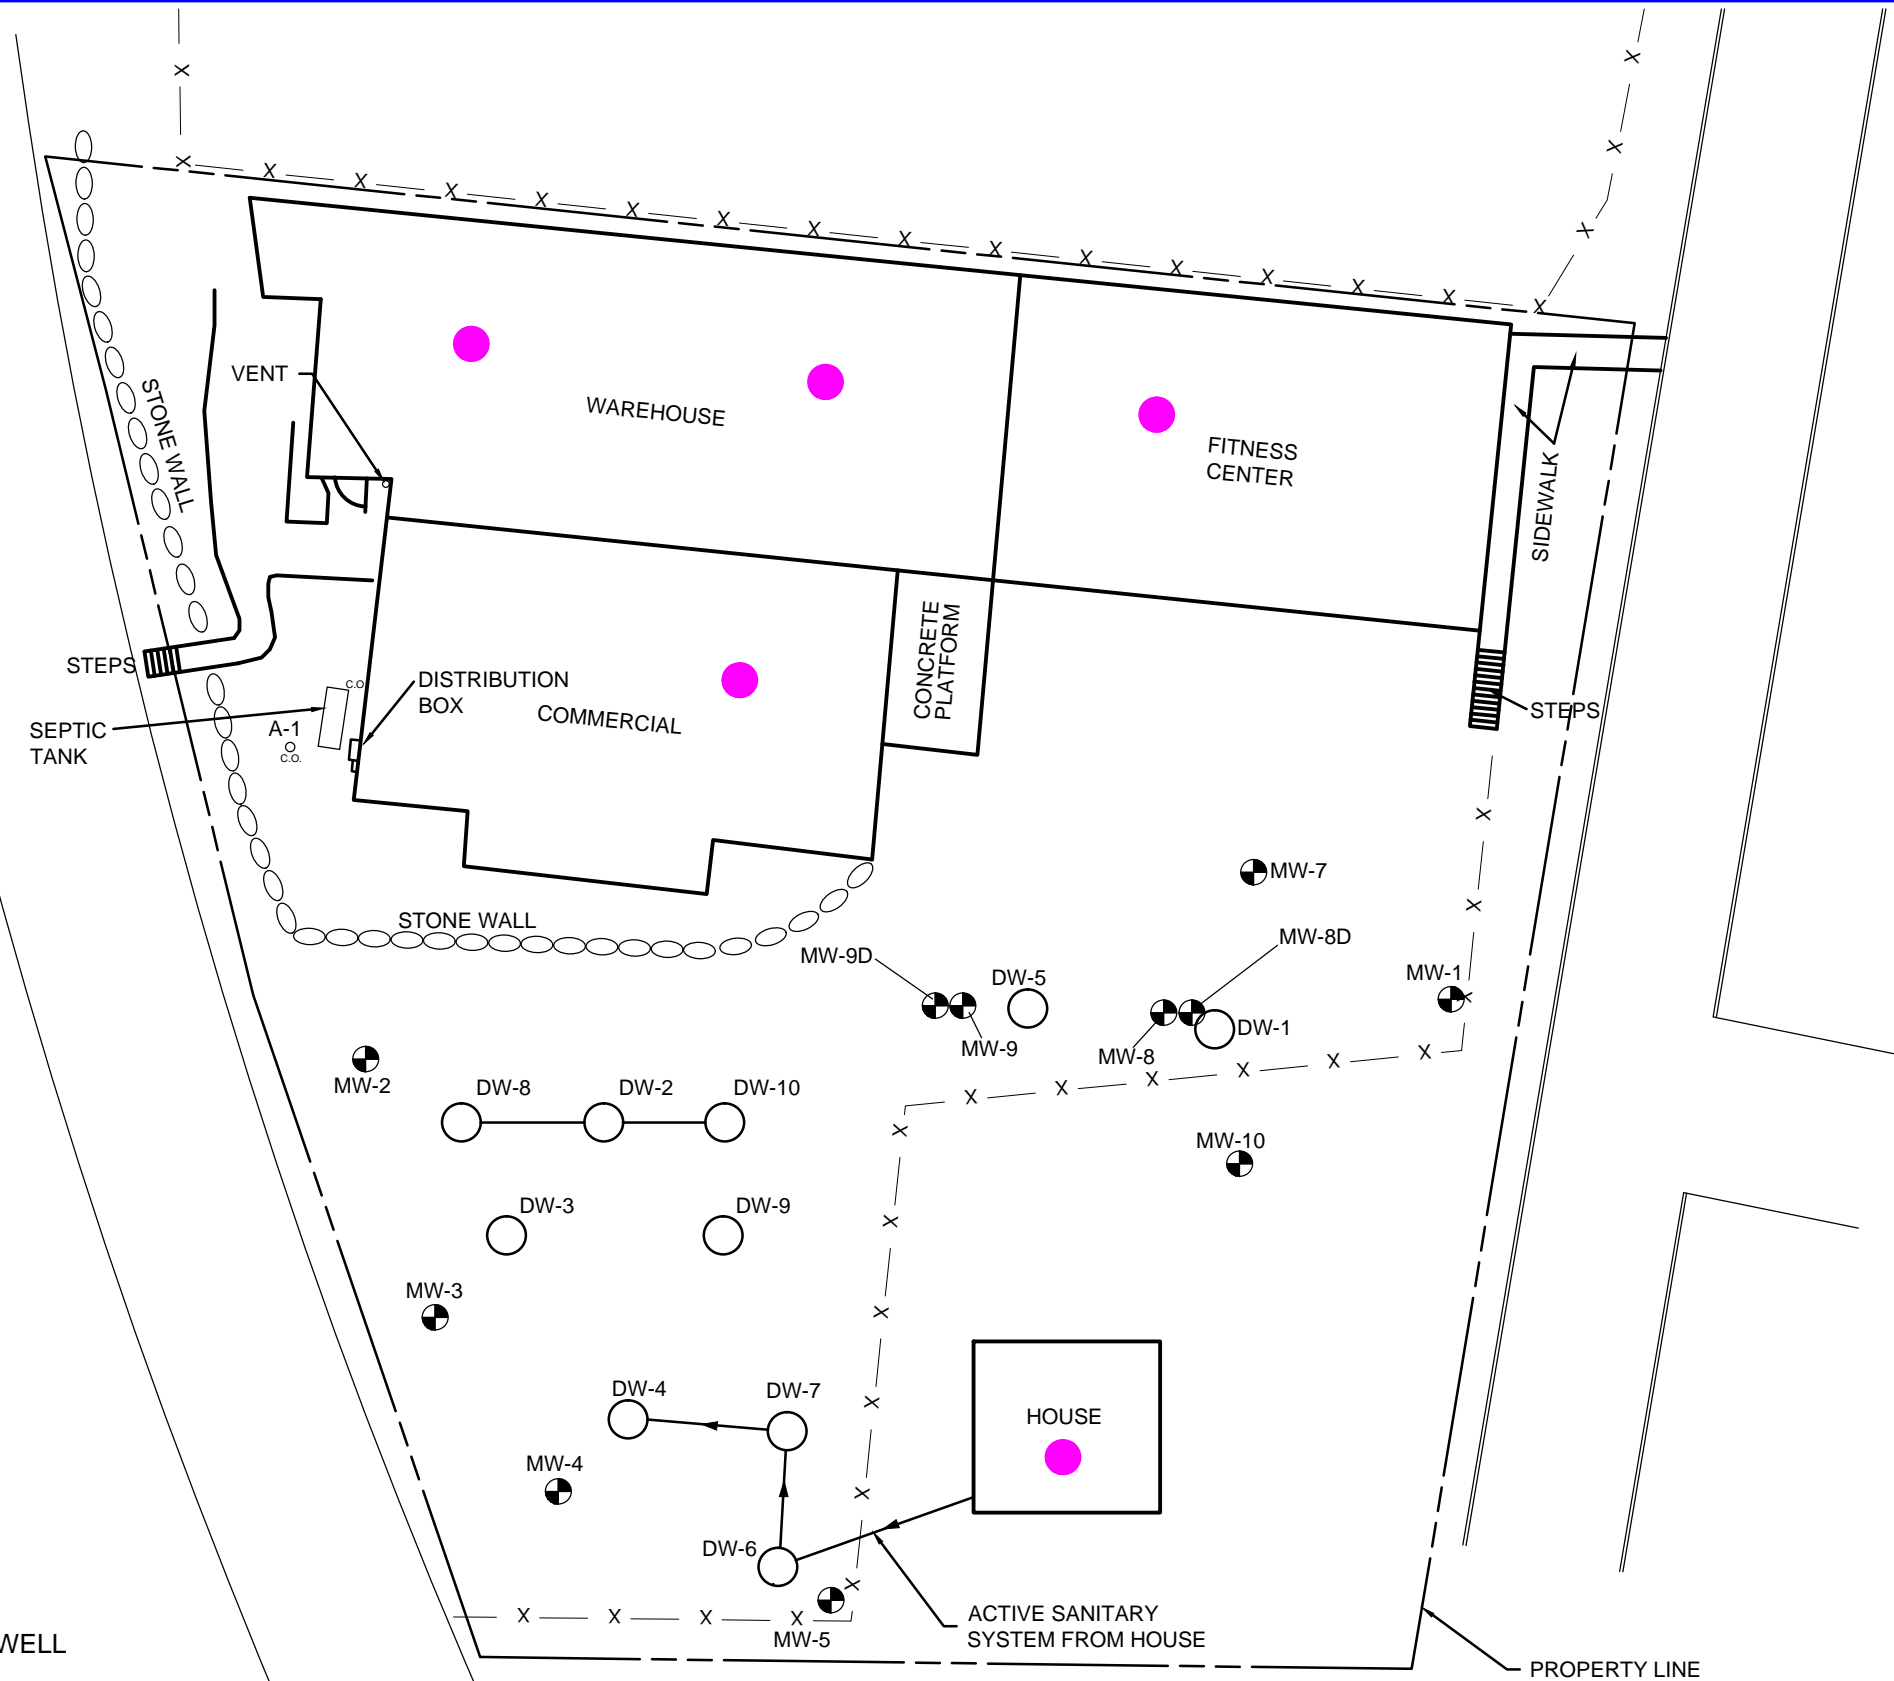 VENT
WAREHOUSE
FITNESS
CENTER
STONE WALL
SIDEWALK
CONCRETE
PLATFORM
STEPS
C.O
DISTRIBUTION
BOX
COMMERCIAL
SEPTIC
TANK
A-1
C.O.
STEPS
MW-7
STONE WALL
MW-9D
MW-8D
DW-5
MW-1
MW-9
MW-8
DW-1
MW-2
DW-8
DW-2
DW-10
MW-10
DW-3
DW-9
MW-3
DW-4
DW-7
HOUSE
MW-4
DW-6
ACTIVE SANITARY
SYSTEM FROM HOUSE
MW-5
WELL
PROPERTY LINE